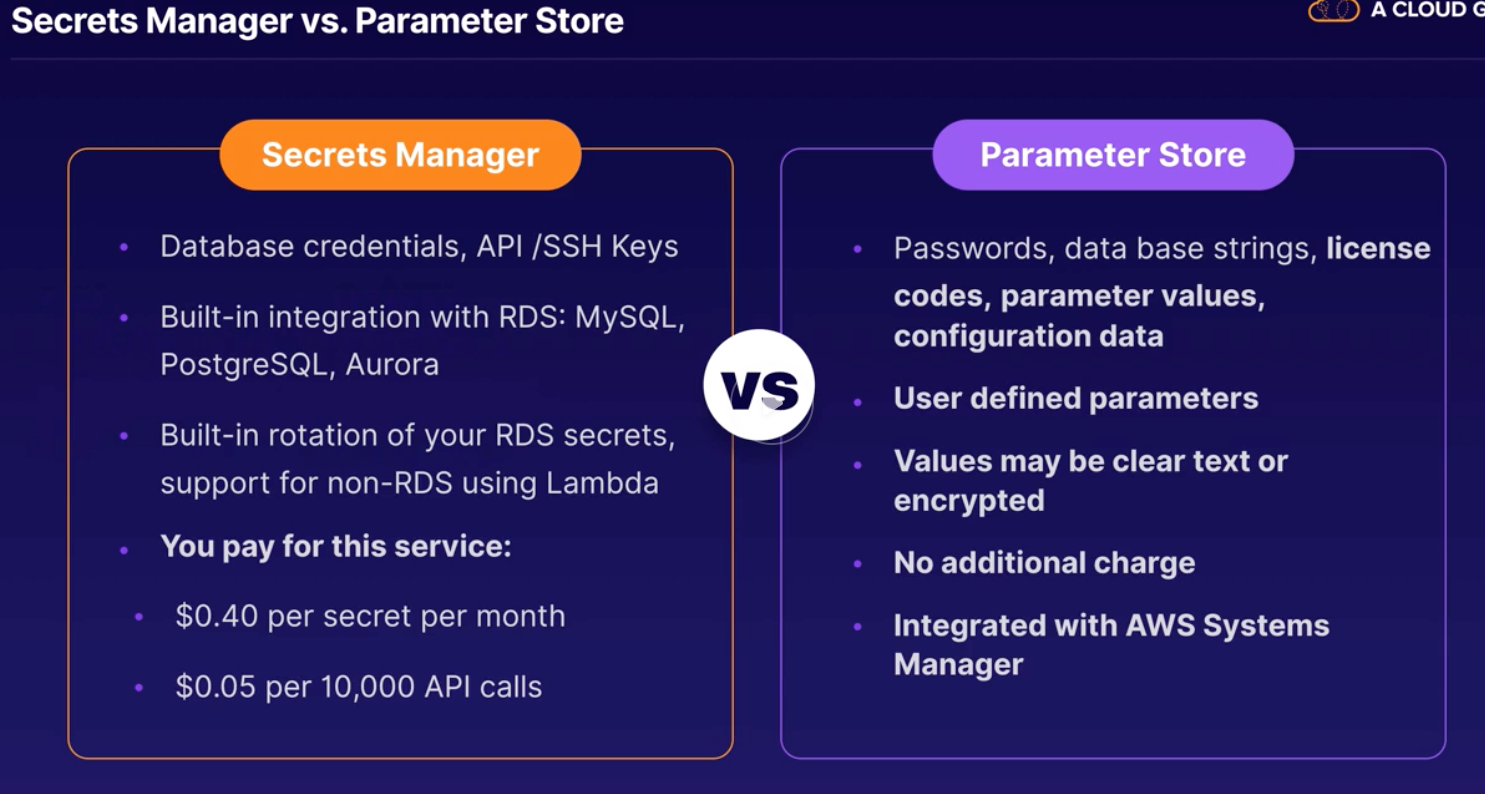 Secrets Manager vs. Parameter Store
A CLOUD G
Secrets Manager
Database credentials, API /SSH Keys
Built-in integration with RDS: MySQL,
PostgreSQL, Aurora
Built-in rotation of your RDS secrets,
support for non-RDS using Lambda
You pay for this service:
$0.40 per secret per month
$0.05 per 10,000 API calls
vs
Parameter Store
Passwords, data base strings, license
codes, parameter values,
configuration data
User defined parameters
Values may be clear text or
encrypted
No additional charge
Integrated with AWS Systems
Manager